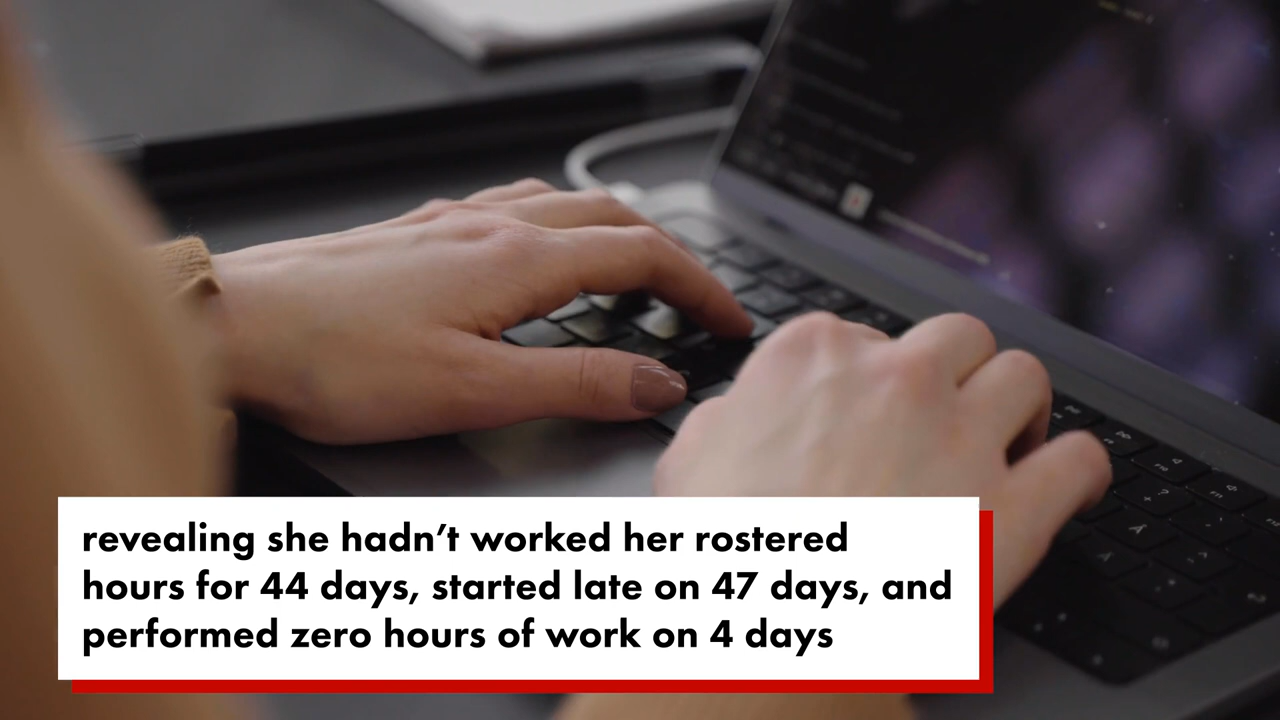 revealing she hadn’t worked her rostered
hours for 44 days, started late on 47 days, and
performed zero hours of work on 4 days